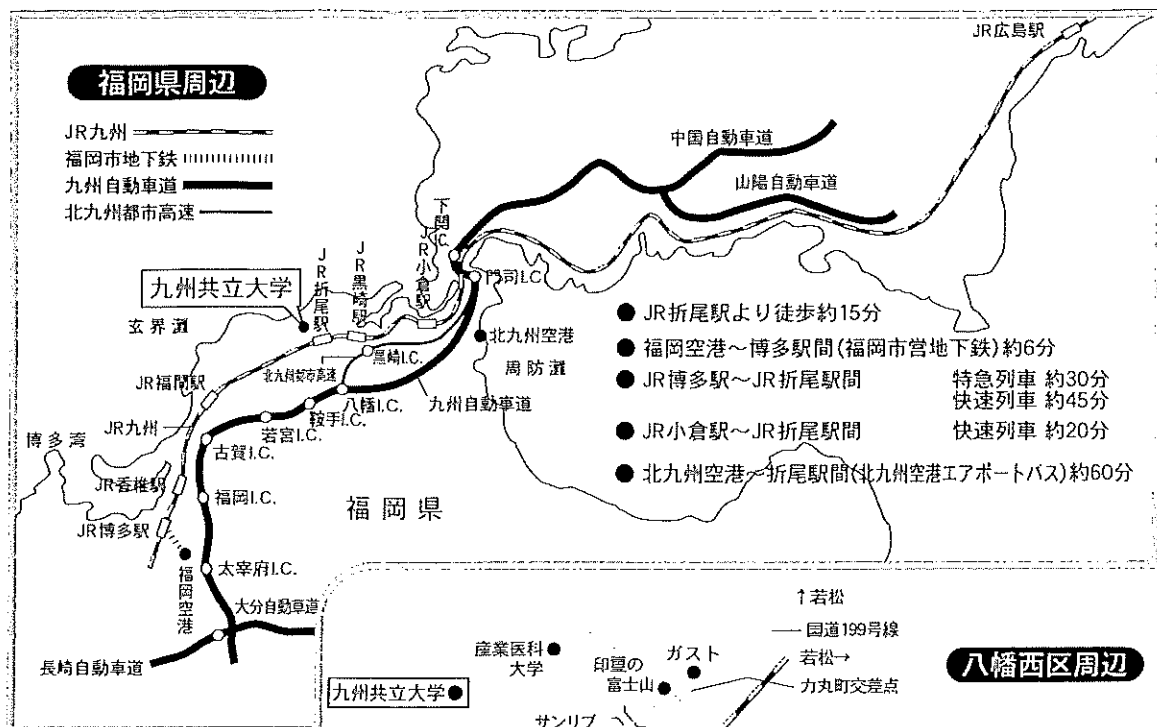 JR広島駅
福岡県周辺
JR九州
福岡市地下鉄
九州自動車道
北九州都市高速
中国自動車道
山陽自動車道
下関I.C.
門司I.C.
JR小倉駅
JR黒崎駅
JR折尾駅
九州共立大学
玄界灘
北九州空港
周防灘
黒崎I.C.
北九州都市高速
JR福間駅
八幡I.C.
九州自動車道
鞍手I.C.
若宮I.C.
JR九州
古賀I.C.
博多湾
JR香椎駅
福岡I.C.
JR博多駅
福岡県
太宰府I.C.
福岡空港
大分自動車道
長崎自動車道
●JR折尾駅より徒歩約15分
●福岡空港〜博多駅間(福岡市営地下鉄)約6分
●JR博多駅〜JR折尾駅間 特急列車 約30分
快速列車 約45分
●JR小倉駅〜JR折尾駅間 快速列車 約20分
●北九州空港〜折尾駅間(北九州空港エアポートバス)約60分
↑若松
国道199号線
産業医科
大学
印璽の
富士山
ガスト
若松→
力丸町交差点
八幡西区周辺
九州共立大学
サンリブ